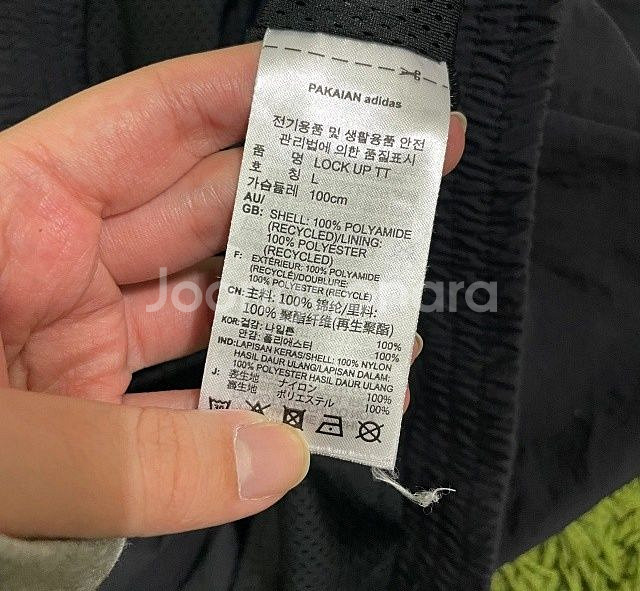 PAKAIAN adidas
전기용품 및 생활용품 안전
관리법에 의한 품질표시
품 명 LOCK UP TT
호 칭 L
가슴둘레 100cm
AU/
GB: SHELL: 100% POLYAMIDE
(RECYCLED)/LINING:
100% POLYESTER
(RECYCLED)
F: EXTÉRIEUR: 100% POLYAMIDE
(RECYCLÉ)/DOUBLURE:
100% POLYESTER (RECYCLÉ)
CN: 主料: 100% 锦纶/里料:
100% 聚酯纤维(再生聚酯)
KOR: 겉감: 나일론 100%
안감: 폴리에스터 100%
IND: LAPISAN KERAS/SHELL: 100% NYLON
HASIL DAUR ULANG/LAPISAN DALAM:
100% POLYESTER HASIL DAUR ULANG
J: 表生地 ナイロン 100%
裏生地 ポリエステル 100%